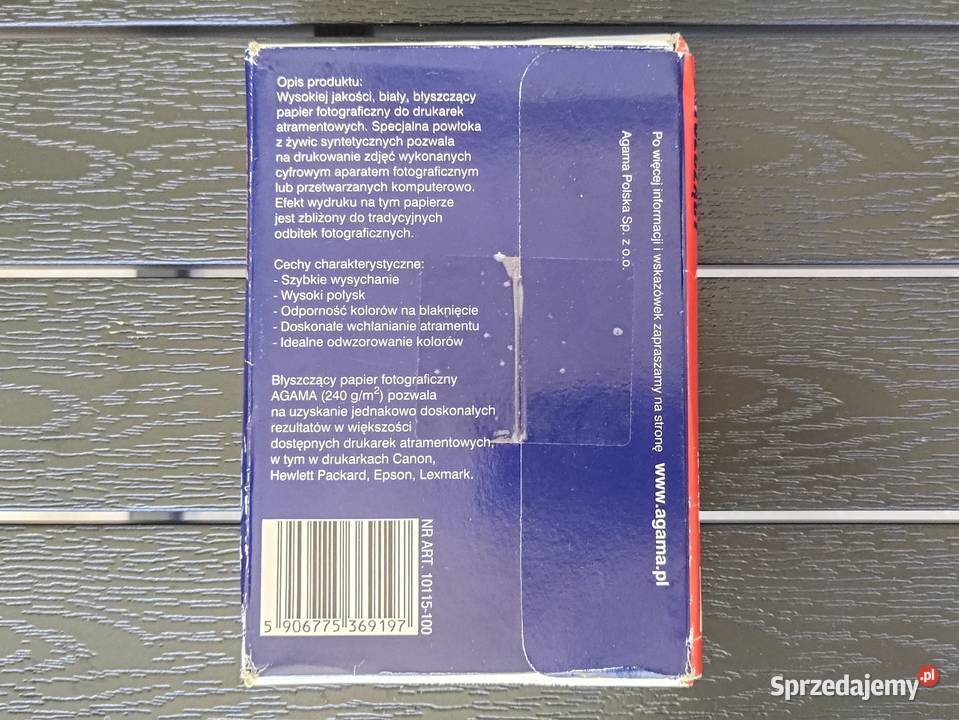 Opis produktu:
Wysokiej jakości, biały, błyszczący
papier fotograficzny do drukarek
atramentowych. Specjalna powłoka
z żywic syntetycznych pozwala
na drukowanie zdjęć wykonanych
cyfrowym aparatem fotograficznym
lub przetwarzanych komputerowo.
Efekt wydruku na tym papierze
jest zbliżony do tradycyjnych
odbitek fotograficznych.
Cechy charakterystyczne:
- Szybkie wysychanie
- Wysoki połysk
- Odporność kolorów na blaknięcie
- Doskonałe wchłanianie atramentu
- Idealne odwzorowanie kolorów
Błyszczący papier fotograficzny
AGAMA (240 g/m²) pozwala
na uzyskanie jednakowo doskonałych
rezultatów w większości
dostępnych drukarek atramentowych,
w tym w drukarkach Canon,
Hewlett Packard, Epson, Lexmark.
NR ART. 10115-100
5 906775 369197
Po więcej informacji i wskazówek zapraszamy na stronę www.agama.pl
Agama Polska Sp. z o.o.
Sprzedajemy.pl